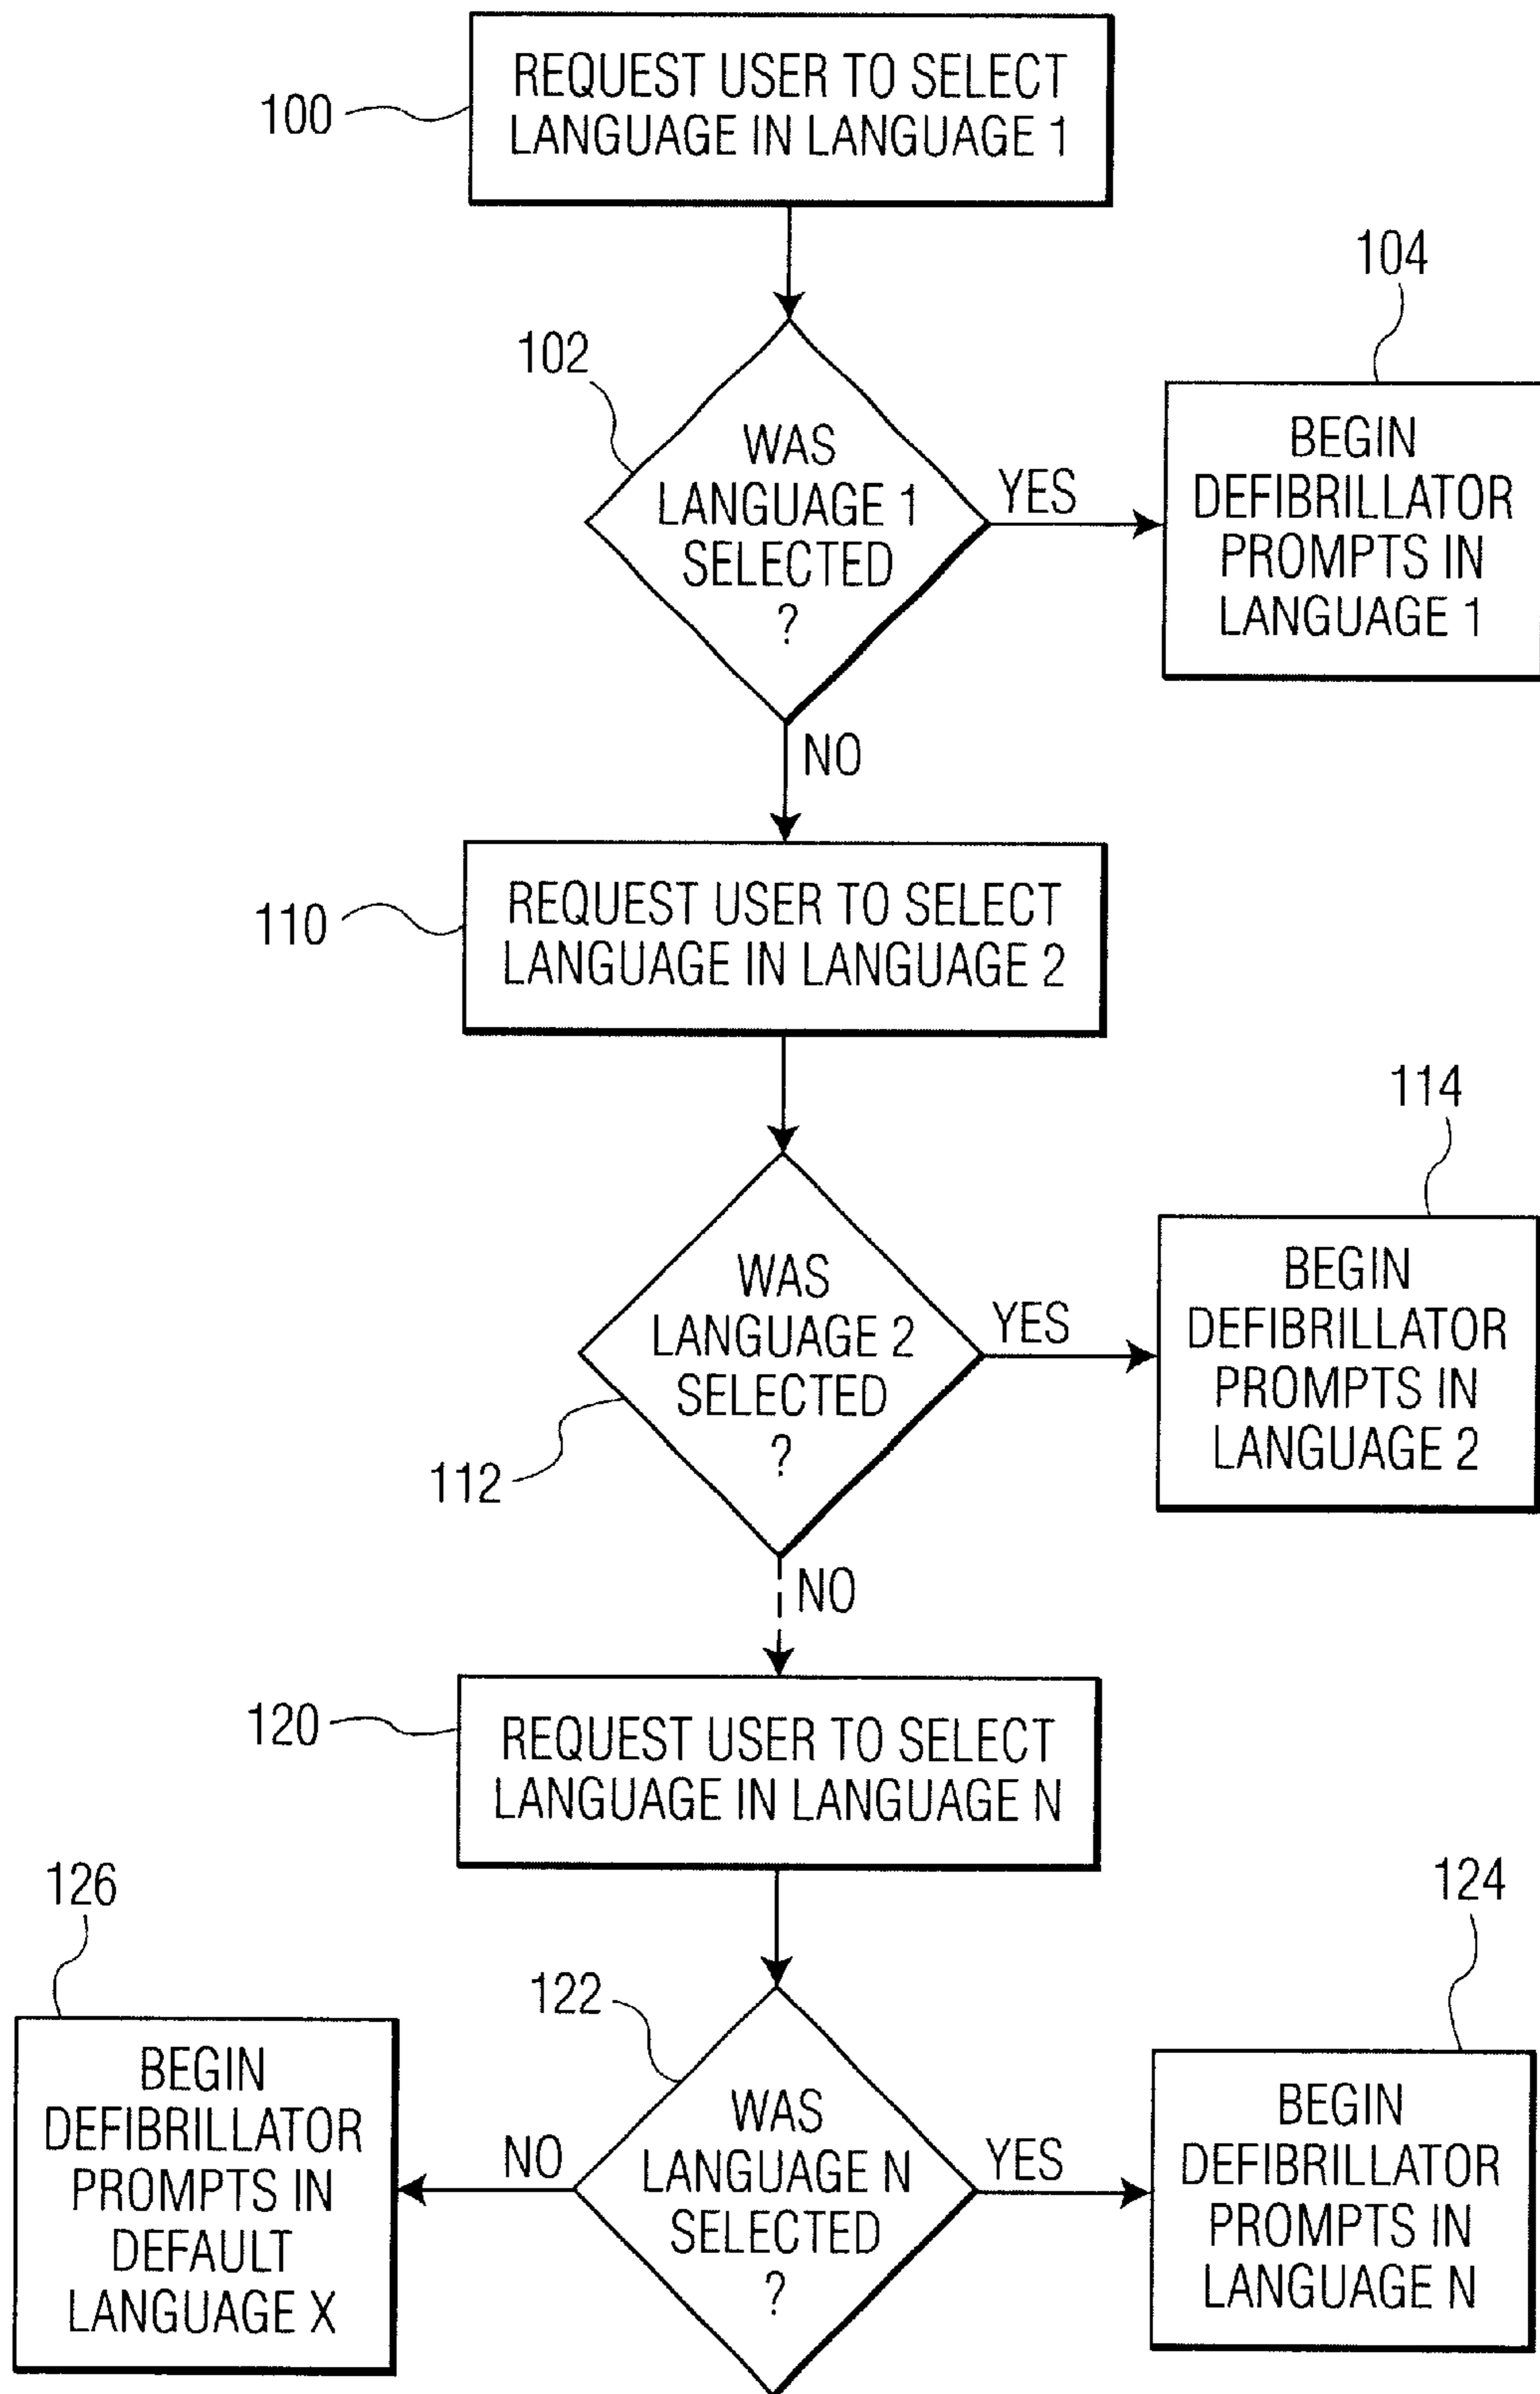 REQUEST USER TO SELECT
LANGUAGE IN LANGUAGE 1
100
104
102
WAS
LANGUAGE 1
SELECTED
?
YES
BEGIN
DEFIBRILLATOR
PROMPTS IN
LANGUAGE 1
NO
REQUEST USER TO SELECT
LANGUAGE IN LANGUAGE 2
110
114
WAS
LANGUAGE 2
SELECTED
?
YES
BEGIN
DEFIBRILLATOR
PROMPTS IN
LANGUAGE 2
112
NO
120
REQUEST USER TO SELECT
LANGUAGE IN LANGUAGE N
126
124
122
BEGIN
DEFIBRILLATOR
PROMPTS IN
DEFAULT
LANGUAGE X
NO
WAS
LANGUAGE N
SELECTED
?
YES
BEGIN
DEFIBRILLATOR
PROMPTS IN
LANGUAGE N